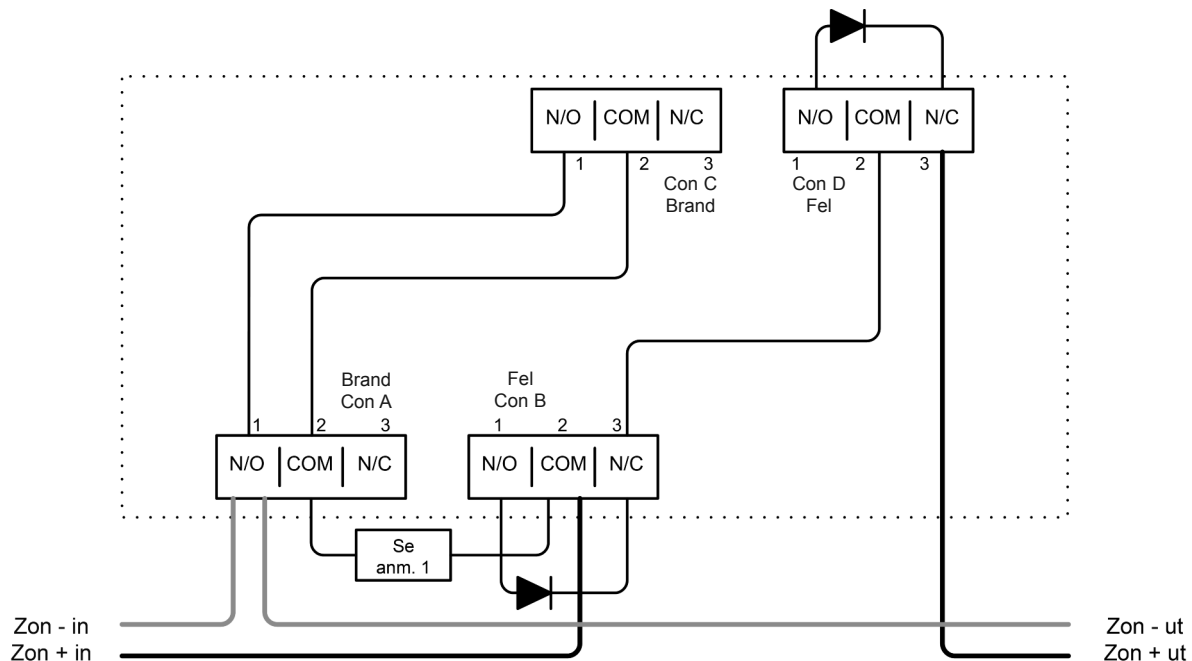 N/O COM N/C
1 2 3
Con C
Brand
N/O COM N/C
1 2 3
Con D
Fel
Brand
Con A
1 2 3
N/O COM N/C
Fel
Con B
1 2 3
N/O COM N/C
Se
anm. 1
Zon - in
Zon + in
Zon - ut
Zon + ut